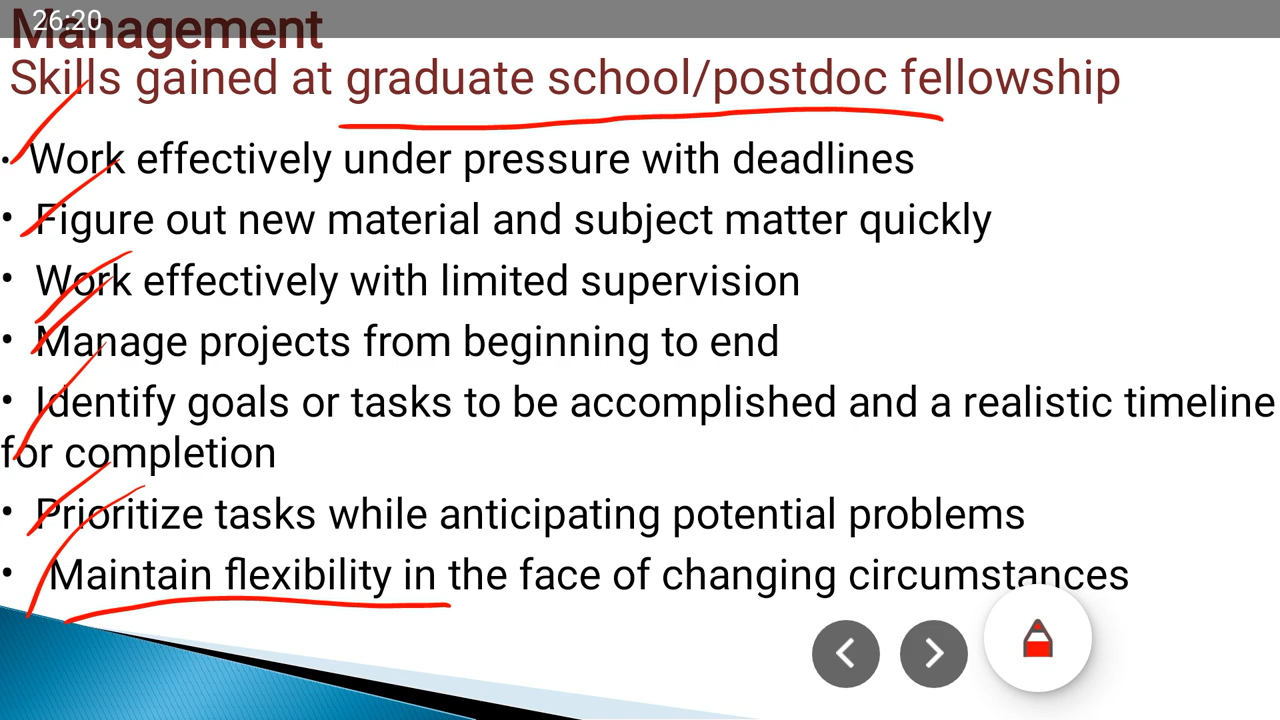 26:20
Management
Skills gained at graduate school/postdoc fellowship
• Work effectively under pressure with deadlines
• Figure out new material and subject matter quickly
• Work effectively with limited supervision
• Manage projects from beginning to end
• Identify goals or tasks to be accomplished and a realistic timeline
for completion
• Prioritize tasks while anticipating potential problems
• Maintain flexibility in the face of changing circumstances